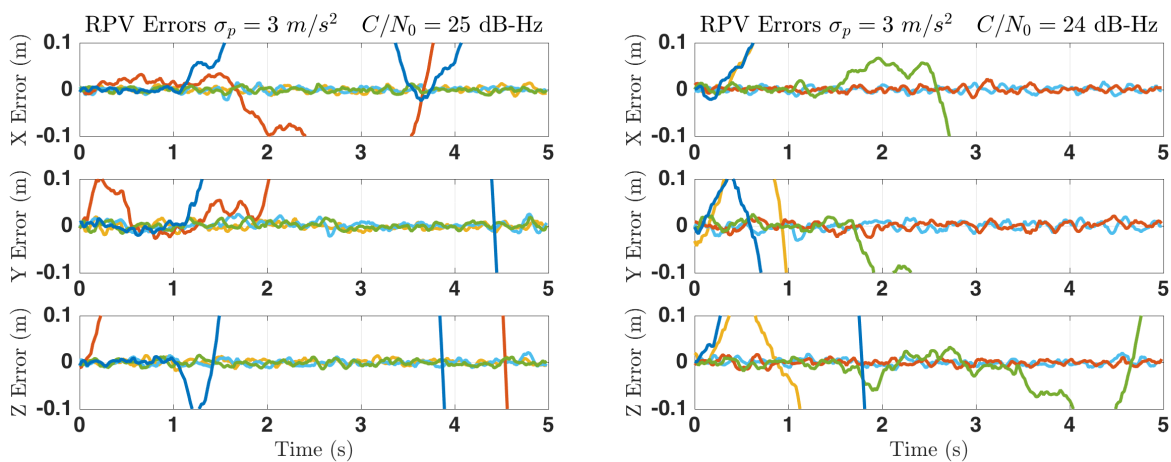 RPV Errors σ_p = 3 m/s² C/N₀ = 25 dB-Hz
X Error (m)
0.1
0
-0.1
0 1 2 3 4 5
Y Error (m)
0.1
0
-0.1
0 1 2 3 4 5
Z Error (m)
0.1
0
-0.1
0 1 2 3 4 5
Time (s)
RPV Errors σ_p = 3 m/s² C/N₀ = 24 dB-Hz
X Error (m)
0.1
0
-0.1
0 1 2 3 4 5
Y Error (m)
0.1
0
-0.1
0 1 2 3 4 5
Z Error (m)
0.1
0
-0.1
0 1 2 3 4 5
Time (s)